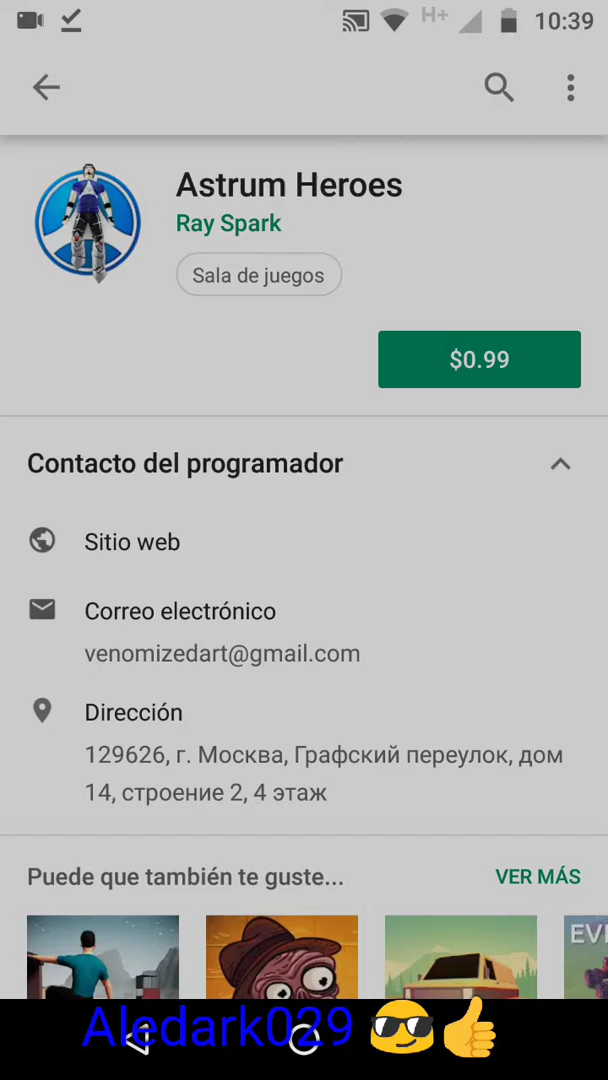 H+ 10:39
Astrum Heroes
Ray Spark
Sala de juegos
$0.99
Contacto del programador
Sitio web
Correo electrónico
venomizedart@gmail.com
Dirección
129626, г. Москва, Графский переулок, дом
14, строение 2, 4 этаж
Puede que también te guste...
VER MÁS
EVI
Aledark029 😎👍